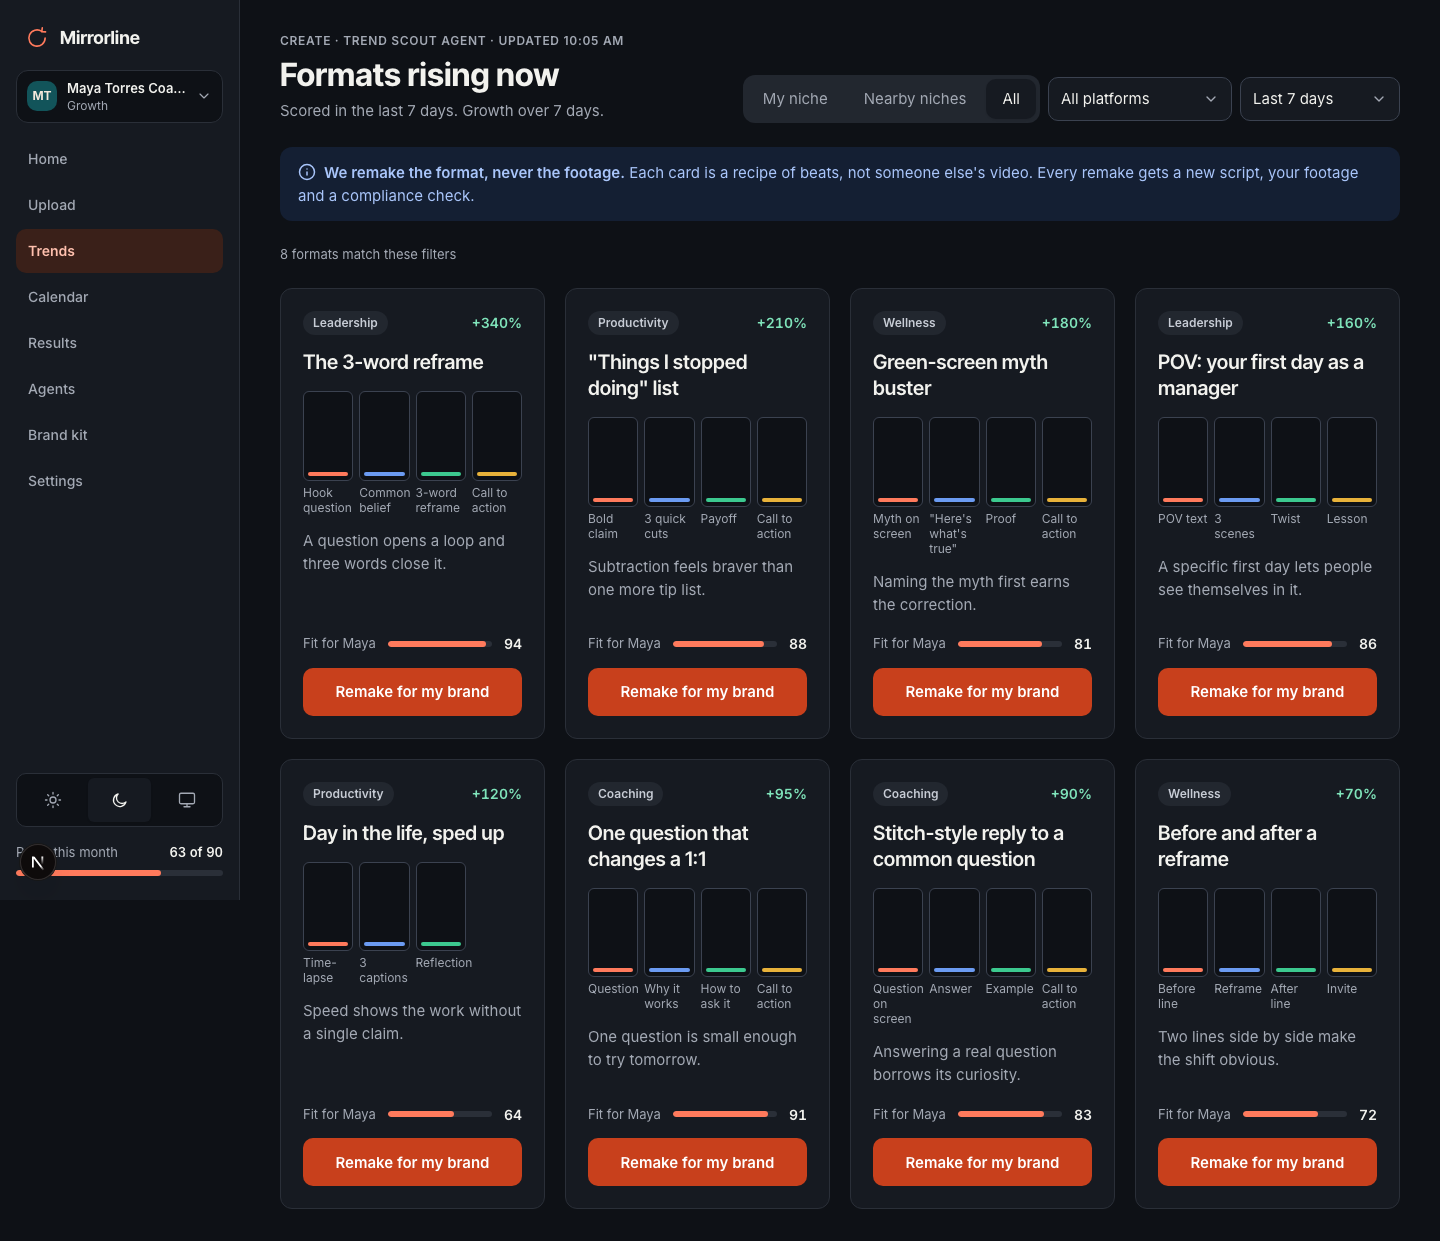 Mirrorline
MT
Maya Torres Coa...
Growth
Home
Upload
Trends
Calendar
Results
Agents
Brand kit
Settings
this month
63 of 90
CREATE · TREND SCOUT AGENT · UPDATED 10:05 AM
Formats rising now
Scored in the last 7 days. Growth over 7 days.
My niche
Nearby niches
All
All platforms
Last 7 days
We remake the format, never the footage. Each card is a recipe of beats, not someone else's video. Every remake gets a new script, your footage
and a compliance check.
8 formats match these filters
Leadership
+340%
The 3-word reframe
Hook
question
Common
belief
3-word
reframe
Call to
action
A question opens a loop and
three words close it.
Fit for Maya
94
Remake for my brand
Productivity
+210%
"Things I stopped
doing" list
Bold
claim
3 quick
cuts
Payoff
Call to
action
Subtraction feels braver than
one more tip list.
Fit for Maya
88
Remake for my brand
Wellness
+180%
Green-screen myth
buster
Myth on
screen
"Here's
what's
true"
Proof
Call to
action
Naming the myth first earns
the correction.
Fit for Maya
81
Remake for my brand
Leadership
+160%
POV: your first day as a
manager
POV text
3
scenes
Twist
Lesson
A specific first day lets people
see themselves in it.
Fit for Maya
86
Remake for my brand
Productivity
+120%
Day in the life, sped up
Time-
lapse
3
captions
Reflection
Speed shows the work without
a single claim.
Fit for Maya
64
Remake for my brand
Coaching
+95%
One question that
changes a 1:1
Question
Why it
works
How to
ask it
Call to
action
One question is small enough
to try tomorrow.
Fit for Maya
91
Remake for my brand
Coaching
+90%
Stitch-style reply to a
common question
Question
on
screen
Answer
Example
Call to
action
Answering a real question
borrows its curiosity.
Fit for Maya
83
Remake for my brand
Wellness
+70%
Before and after a
reframe
Before
line
Reframe
After
line
Invite
Two lines side by side make
the shift obvious.
Fit for Maya
72
Remake for my brand